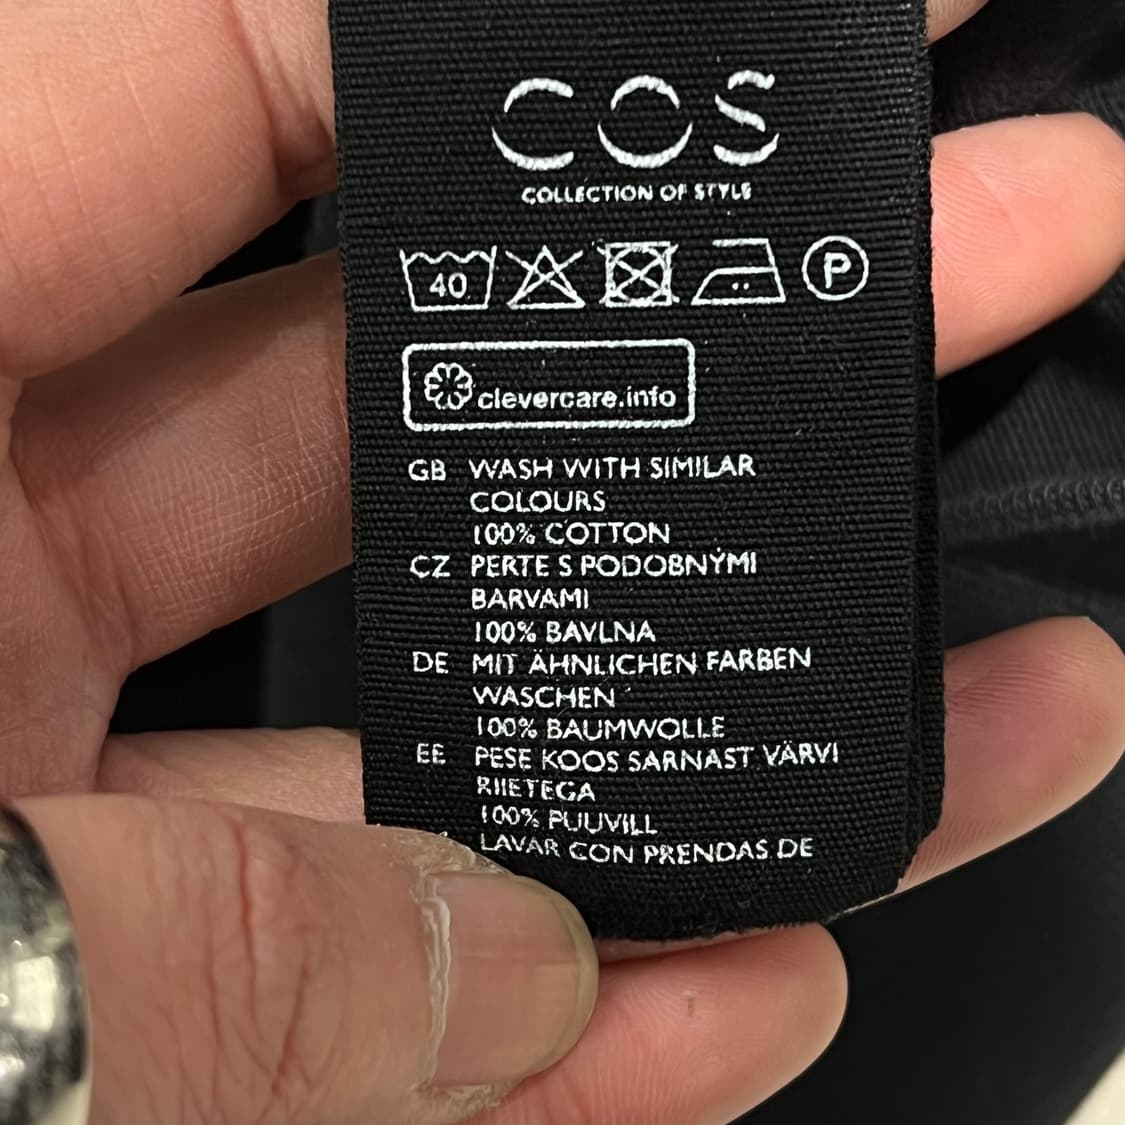 COS
COLLECTION OF STYLE
40
P
clevercare.info
GB WASH WITH SIMILAR
COLOURS
100% COTTON
CZ PERTE S PODOBNÝMI
BARVAMI
100% BAVLNA
DE MIT ÄHNLICHEN FARBEN
WASCHEN
100% BAUMWOLLE
EE PESE KOOS SARNAST VÄRVI
RIIETEGA
100% PUUVILL
LAVAR CON PRENDAS DE